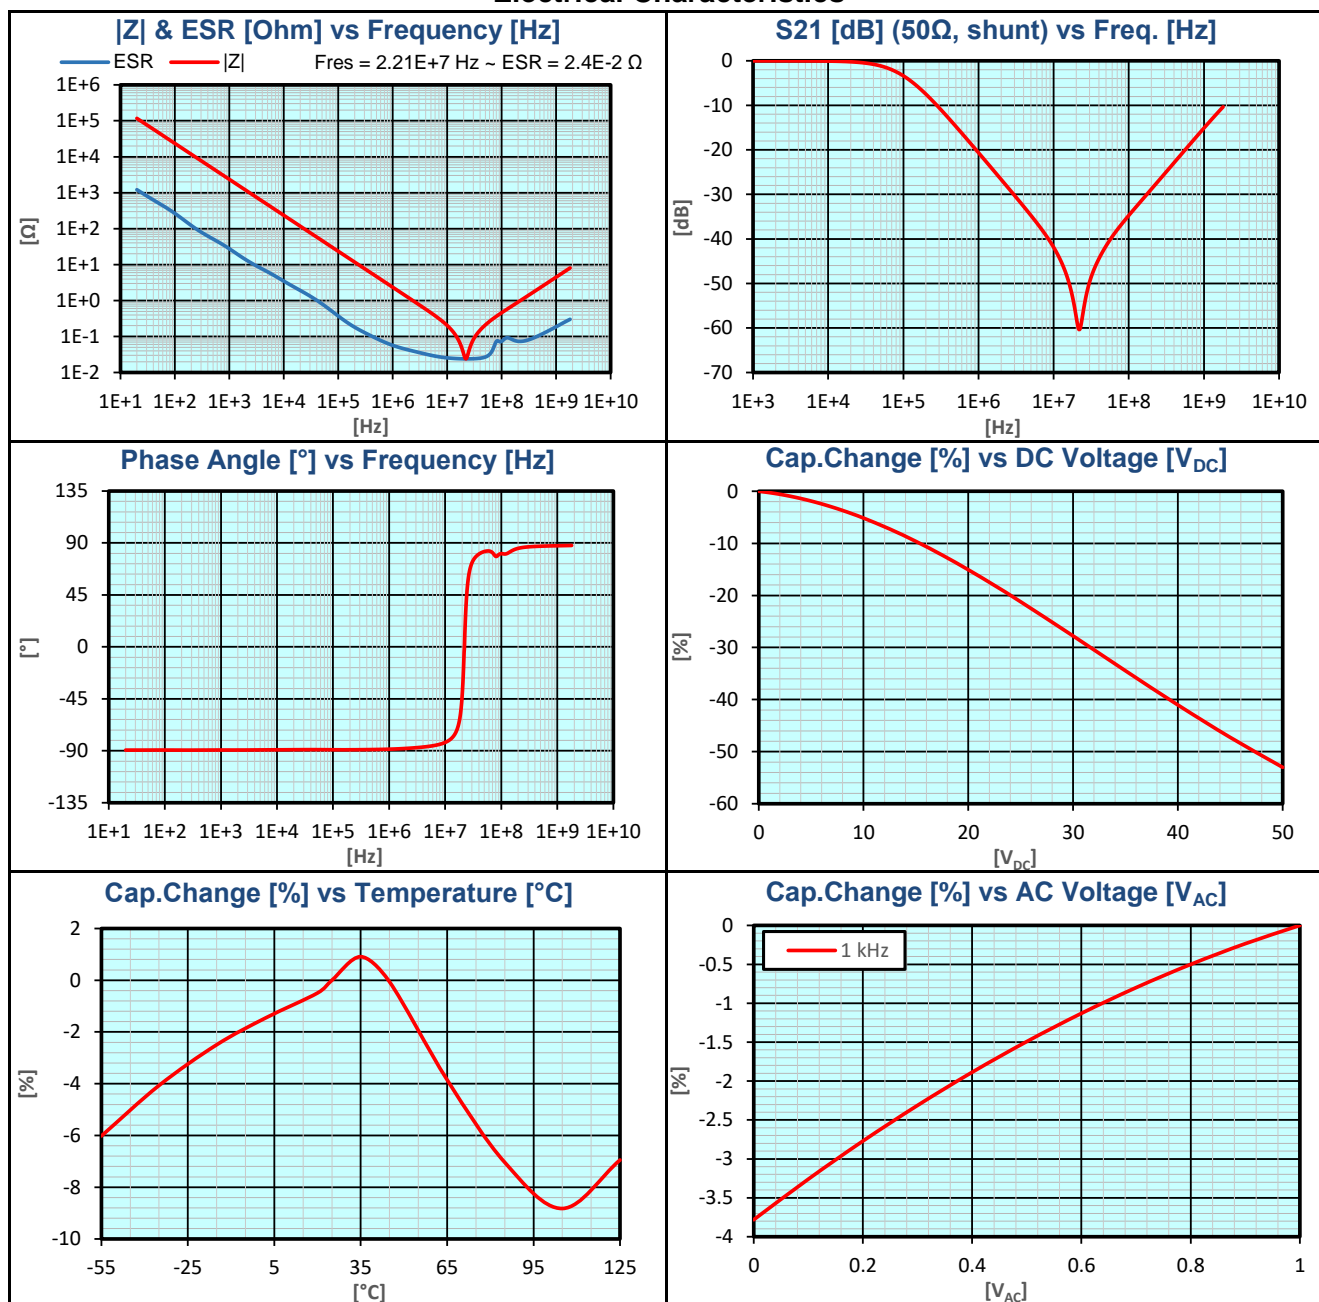 Electrical Characteristics
|Z| & ESR [Ohm] vs Frequency [Hz]
ESR |Z| Fres = 2.21E+7 Hz ~ ESR = 2.4E-2 Ω
1E+6
1E+5
1E+4
1E+3
1E+2
1E+1
1E+0
1E-1
1E-2
[Ω]
1E+1 1E+2 1E+3 1E+4 1E+5 1E+6 1E+7 1E+8 1E+9 1E+10
[Hz]
S21 [dB] (50Ω, shunt) vs Freq. [Hz]
0
-10
-20
-30
-40
-50
-60
-70
[dB]
1E+3 1E+4 1E+5 1E+6 1E+7 1E+8 1E+9 1E+10
[Hz]
Phase Angle [°] vs Frequency [Hz]
135
90
45
0
-45
-90
-135
[°]
1E+1 1E+2 1E+3 1E+4 1E+5 1E+6 1E+7 1E+8 1E+9 1E+10
[Hz]
Cap.Change [%] vs DC Voltage [VDC]
0
-10
-20
-30
-40
-50
-60
[%]
0 10 20 30 40 50
[VDC]
Cap.Change [%] vs Temperature [°C]
2
0
-2
-4
-6
-8
-10
[%]
-55 -25 5 35 65 95 125
[°C]
Cap.Change [%] vs AC Voltage [VAC]
1 kHz
0
-0.5
-1
-1.5
-2
-2.5
-3
-3.5
-4
[%]
0 0.2 0.4 0.6 0.8 1
[VAC]